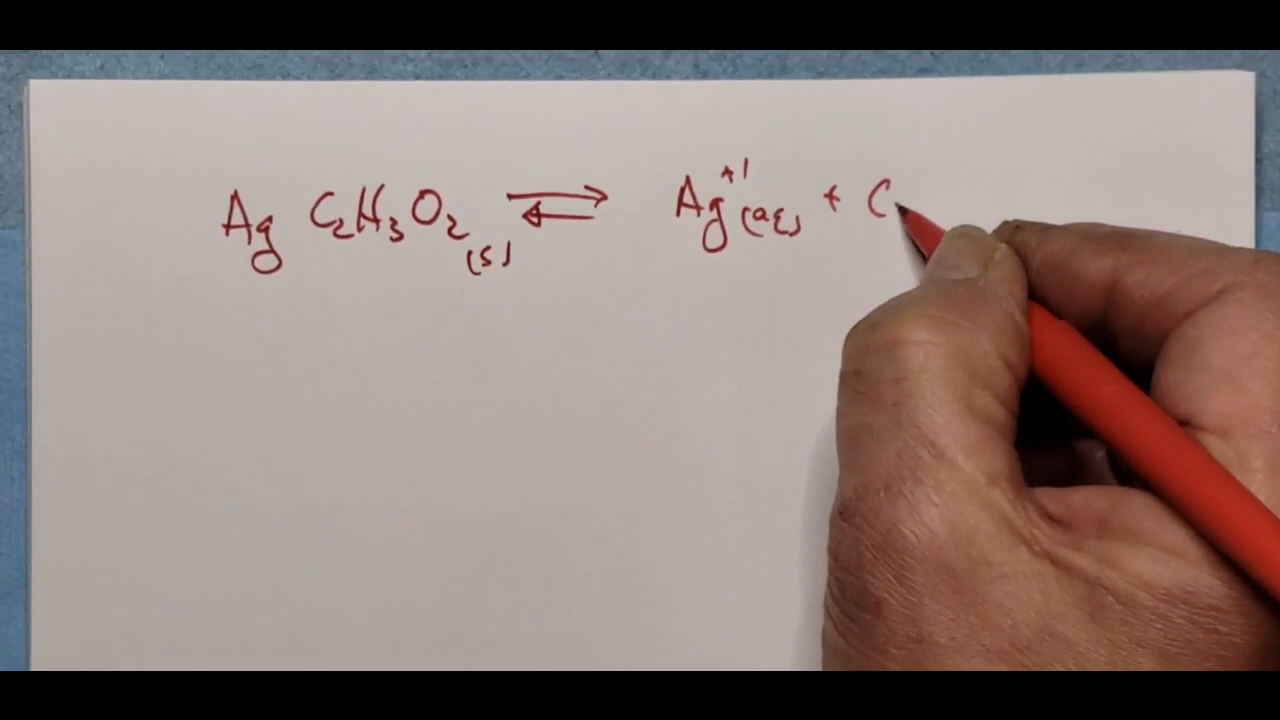 Ag C₂H₃O₂ (s) ⇌ Ag⁺¹ (aq) + C